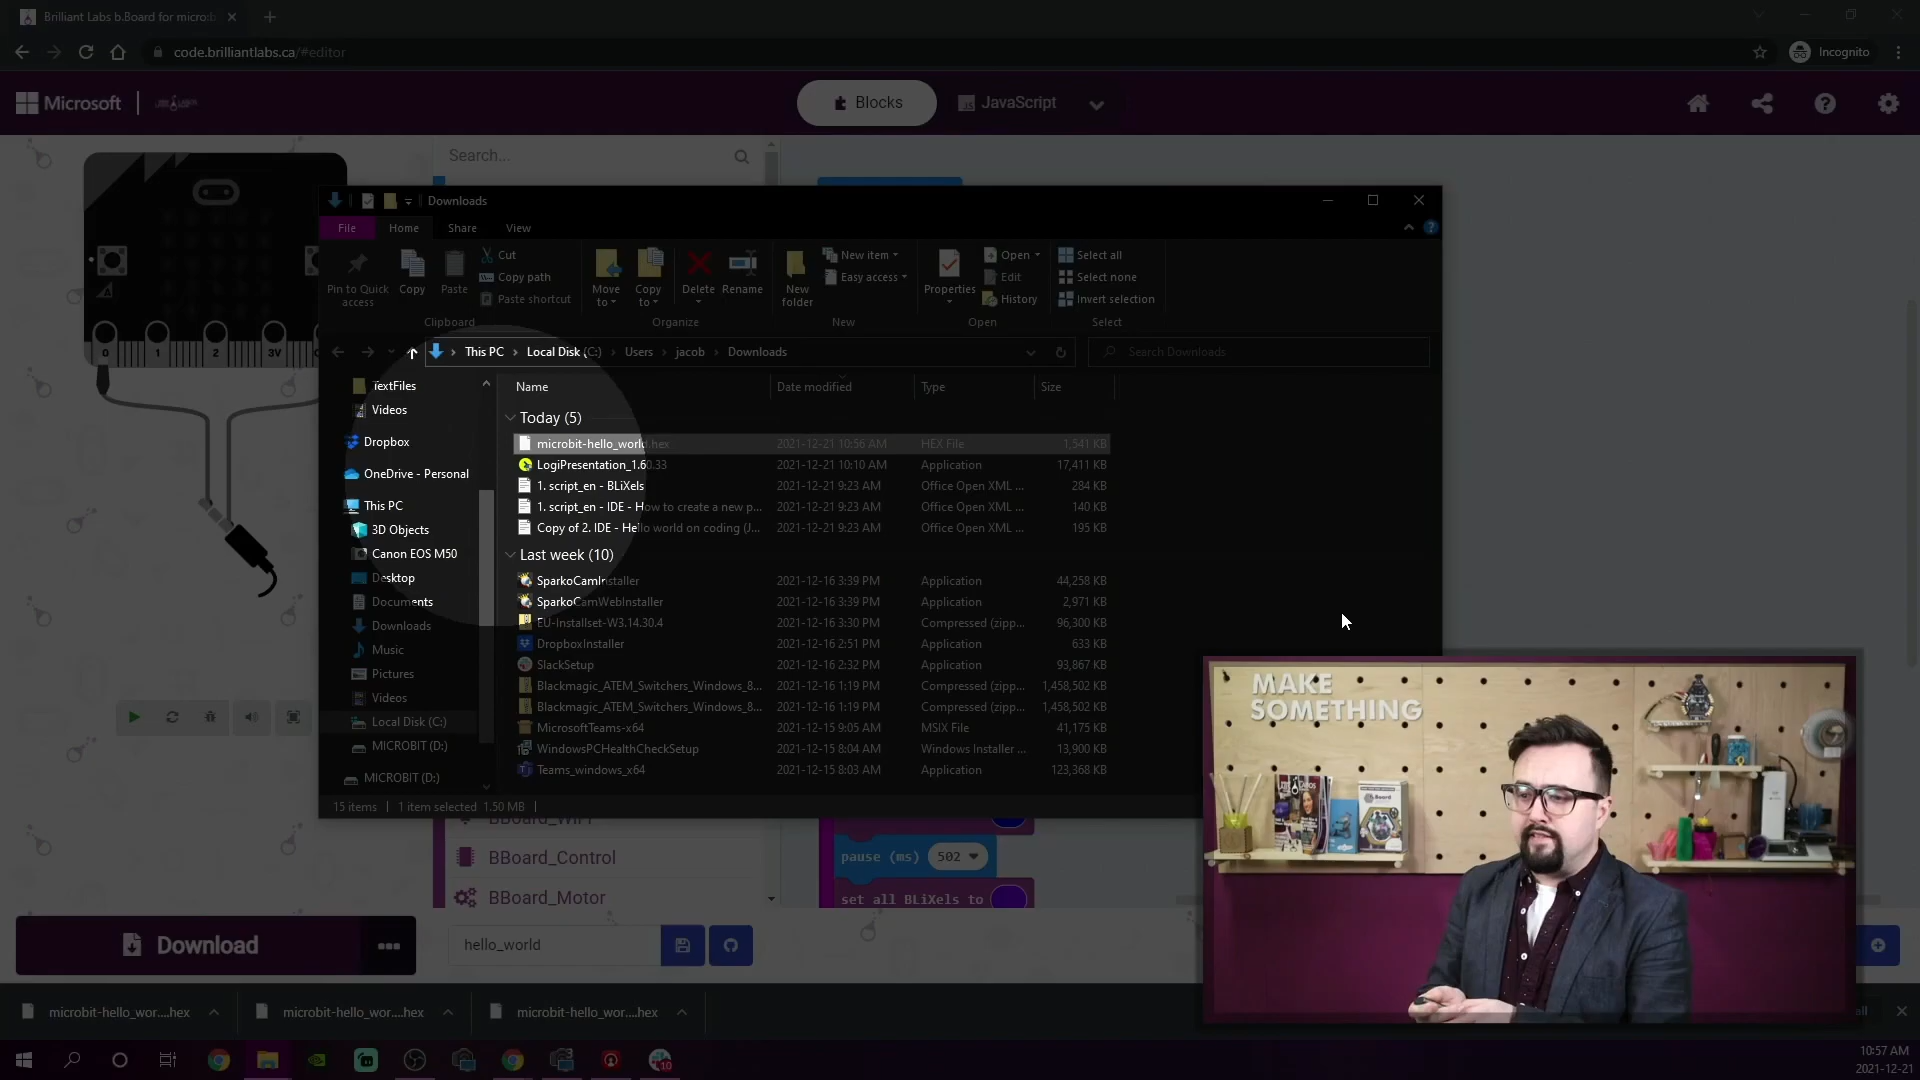 Brilliant Labs b.Board for micro:b
code.brilliantlabs.ca/#editor
Incognito
Microsoft
Blocks
JavaScript
Search...
Downloads
File
Home
Share
View
Pin to Quick
access
Copy
Paste
Cut
Copy path
Paste shortcut
Clipboard
Move
to
Copy
to
Delete
Rename
Organize
New
folder
New item
Easy access
New
Properties
Open
Edit
History
Open
Select all
Select none
Invert selection
Select
This PC
Local Disk (C:)
Users
jacob
Downloads
Search Downloads
TextFiles
Videos
Dropbox
OneDrive - Personal
This PC
3D Objects
Canon EOS M50
Desktop
Documents
Downloads
Music
Pictures
Videos
Local Disk (C:)
MICROBIT (D:)
MICROBIT (D:)
Name Date modified Type Size
Today (5)
microbit-hello_world.hex 2021-12-21 10:56 AM HEX File 1,541 KB
LogiPresentation_1.60.33 2021-12-21 10:10 AM Application 17,411 KB
1. script_en - BLiXels 2021-12-21 9:23 AM Office Open XML ... 284 KB
1. script_en - IDE - How to create a new p... 2021-12-21 9:23 AM Office Open XML ... 140 KB
Copy of 2. IDE - Hello world on coding (J... 2021-12-21 9:23 AM Office Open XML ... 195 KB
Last week (10)
SparkoCamInstaller 2021-12-16 3:39 PM Application 44,258 KB
SparkoCamWebInstaller 2021-12-16 3:39 PM Application 2,971 KB
EU-Installset-W3.14.30.4 2021-12-16 3:30 PM Compressed (zipp... 96,300 KB
DropboxInstaller 2021-12-16 2:51 PM Application 633 KB
SlackSetup 2021-12-16 2:32 PM Application 93,867 KB
Blackmagic_ATEM_Switchers_Windows_8... 2021-12-16 1:19 PM Compressed (zipp... 1,458,502 KB
Blackmagic_ATEM_Switchers_Windows_8... 2021-12-16 1:19 PM Compressed (zipp... 1,458,502 KB
MicrosoftTeams-x64 2021-12-15 9:05 AM MSIX File 41,175 KB
WindowsPCHealthCheckSetup 2021-12-15 8:04 AM Windows Installer ... 13,900 KB
Teams_windows_x64 2021-12-15 8:03 AM Application 123,368 KB
15 items
1 item selected 1.50 MB
0 1 2 3V
BBoard_Control
BBoard_Motor
pause (ms) 502
set all BLiXels to
MAKE
SOMETHING
Board
Download
hello_world
microbit-hello_wor....hex
microbit-hello_wor....hex
microbit-hello_wor....hex
10
10:57 AM
2021-12-21